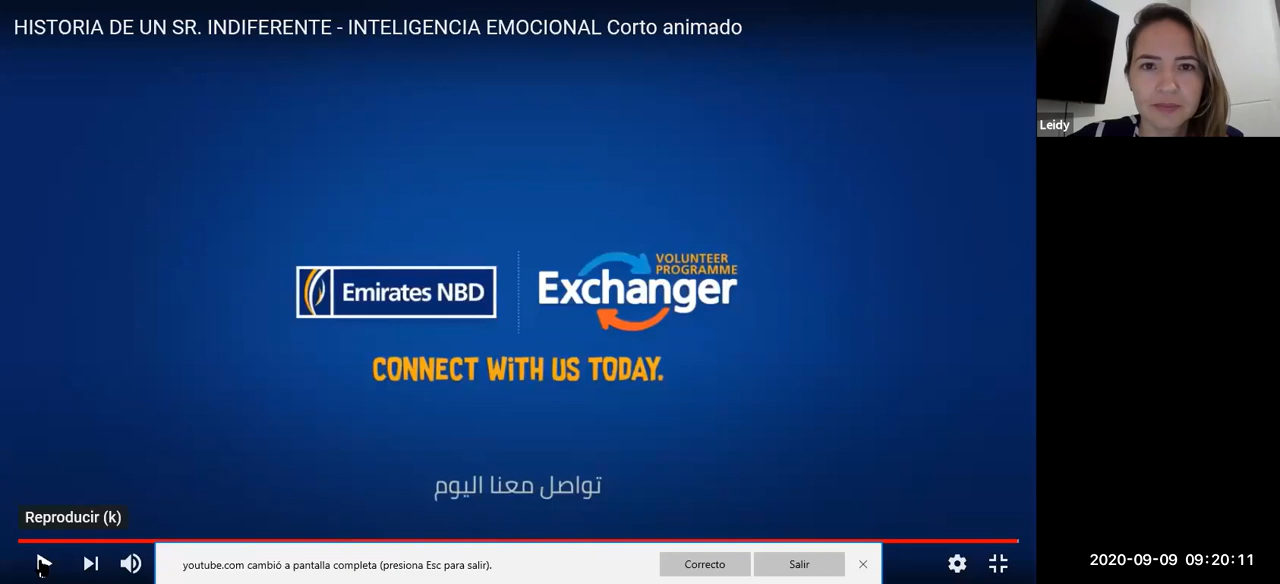 HISTORIA DE UN SR. INDIFERENTE - INTELIGENCIA EMOCIONAL Corto animado
Leidy
Emirates NBD
VOLUNTEER
PROGRAMME
Exchanger
CONNECT WiTH US TODAY.
تواصل معنا اليوم
Reproducir (k)
youtube.com cambió a pantalla completa (presiona Esc para salir).
Correcto
Salir
2020-09-09 09:20:11